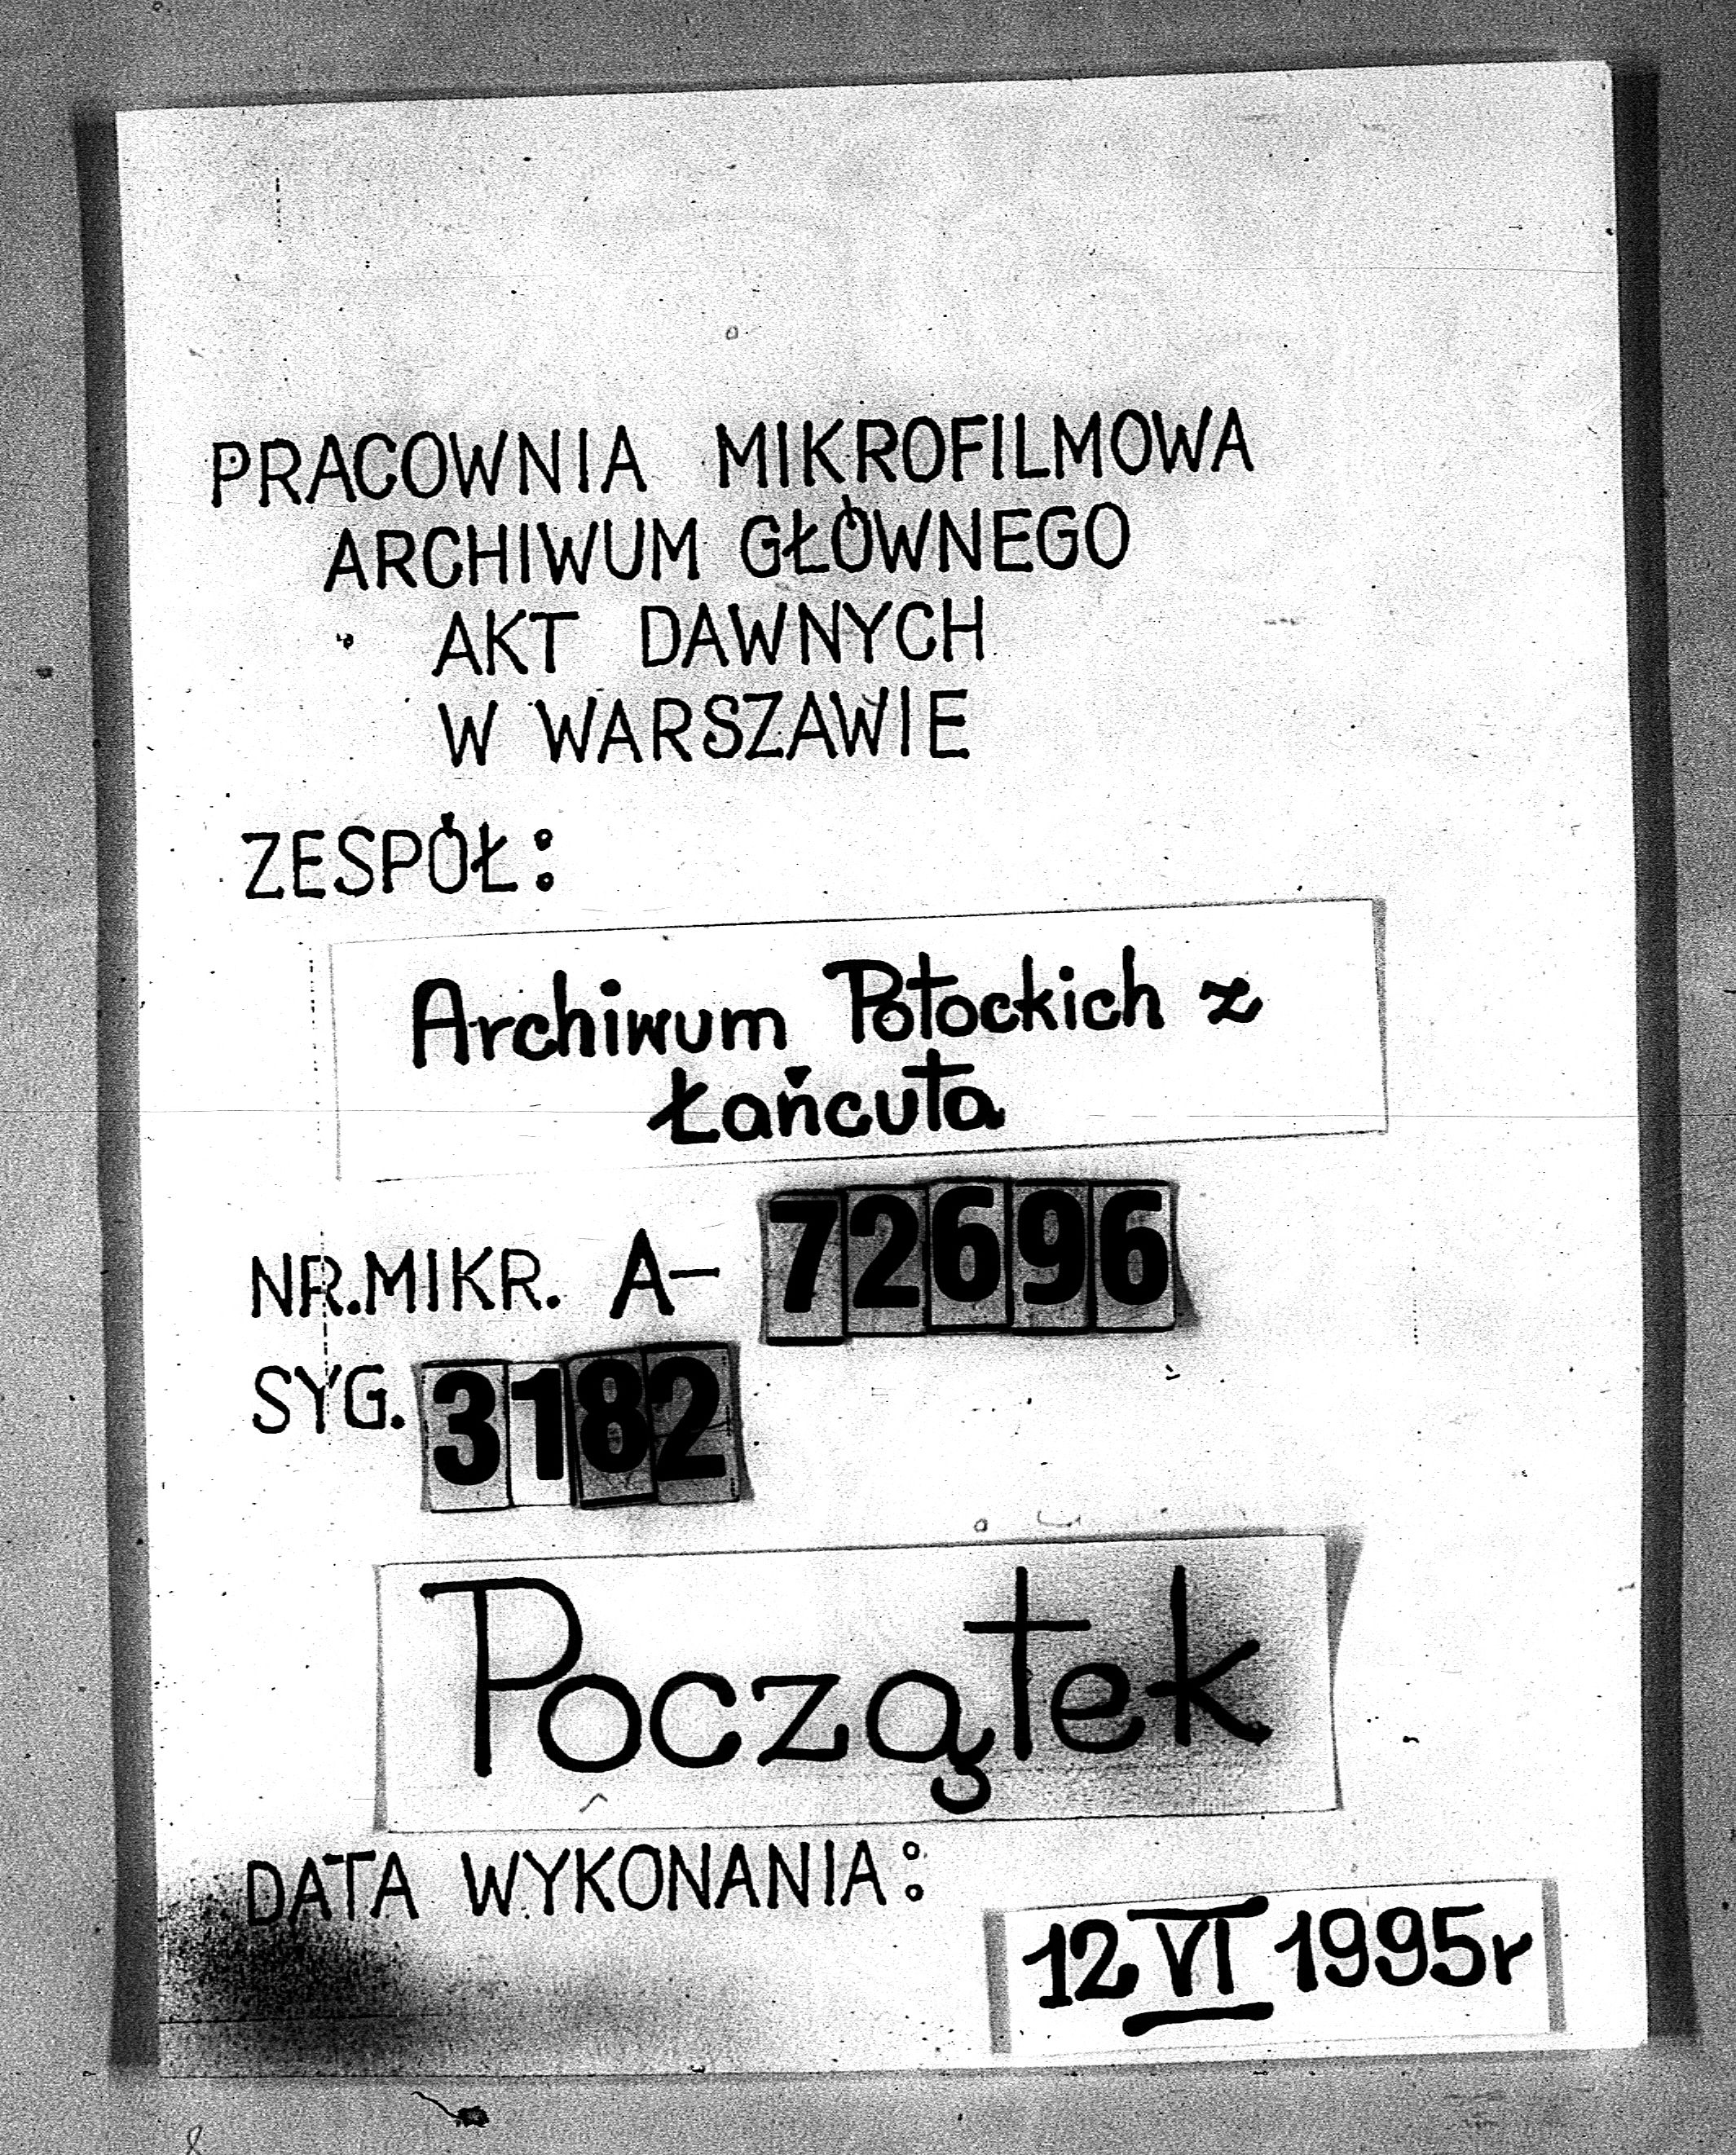 PRACOWNIA MIKROFILMOWA
ARCHIWUM GŁÓWNEGO
AKT DAWNYCH
W WARSZAWIE
ZESPÓŁ:
Archiwum Potockich z
Łańcuta
NR.MIKR. A- 72696
SYG. 3182
Początek
DATA WYKONANIA:
12 VI 1995r